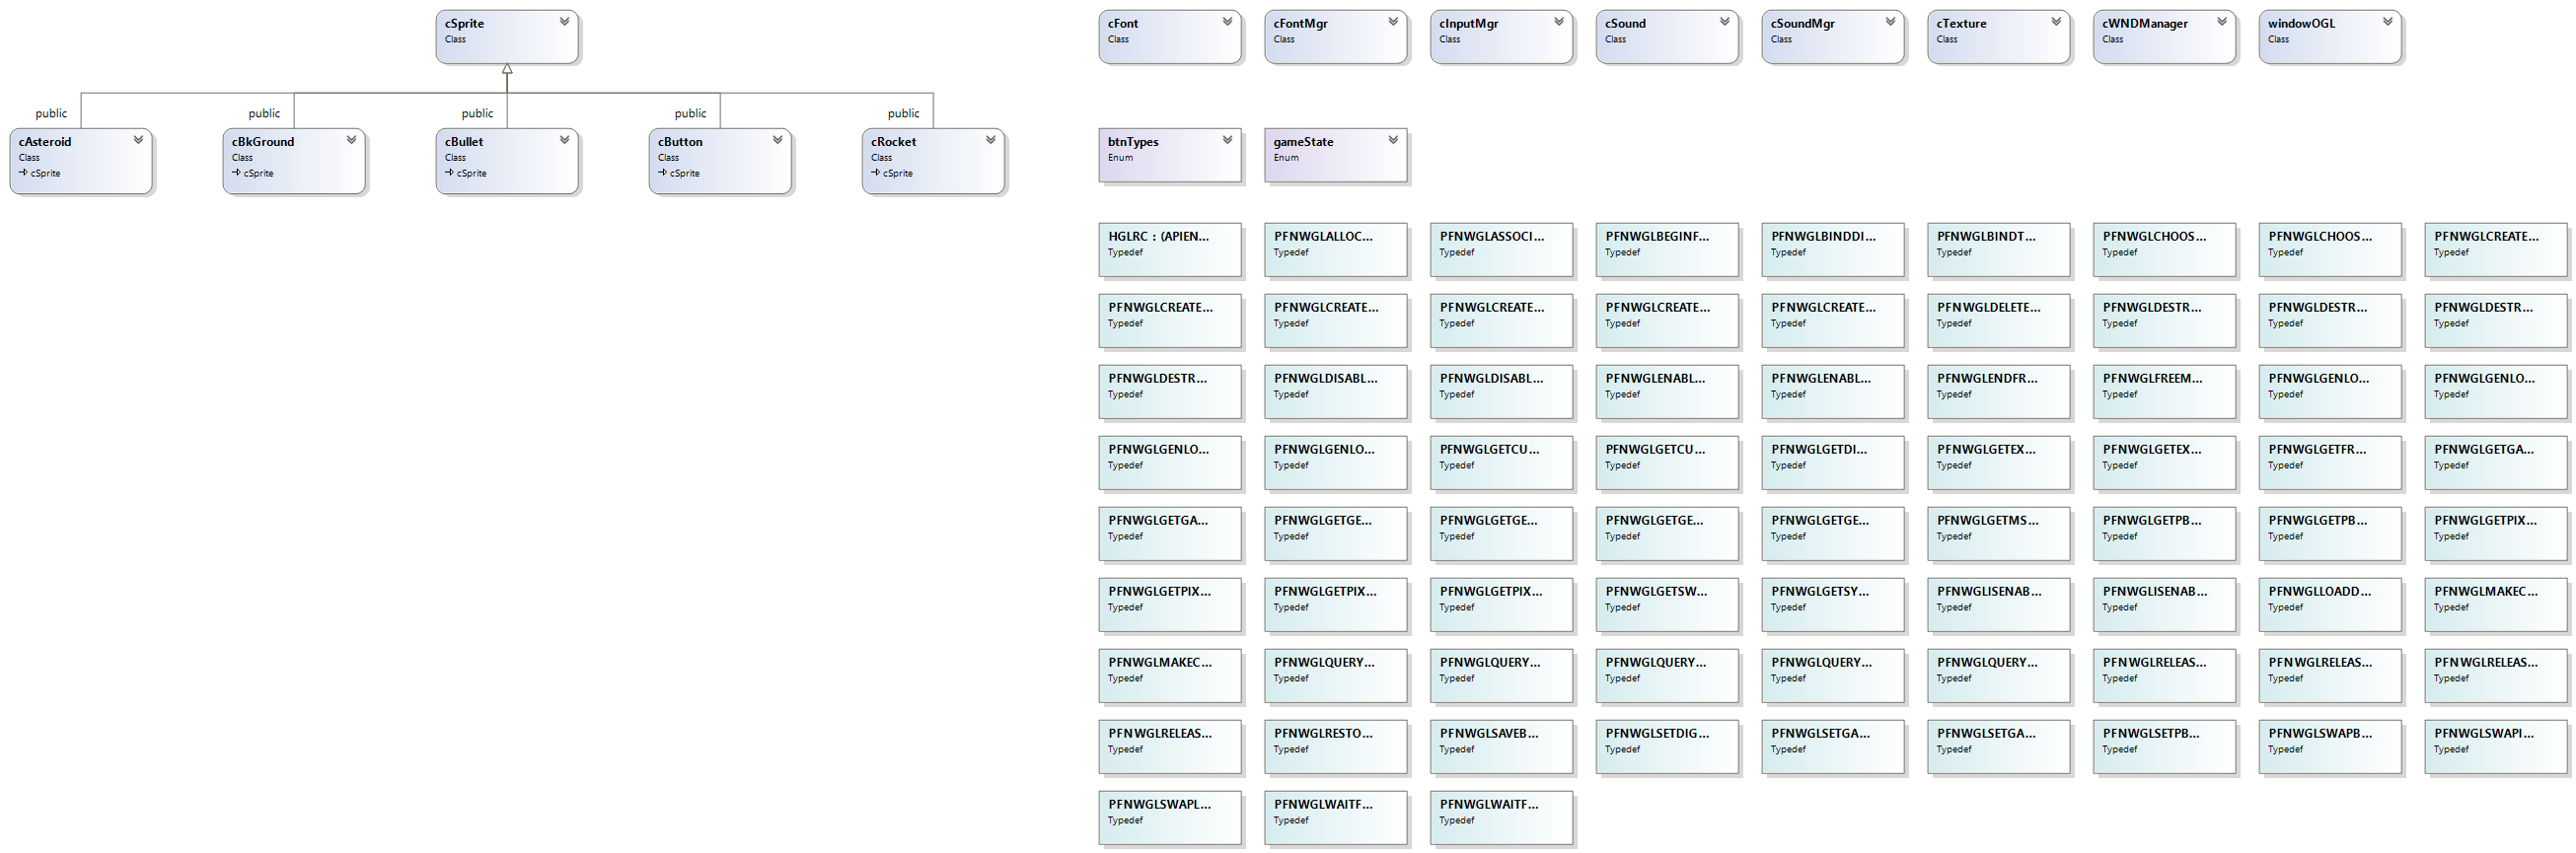 cSprite
Class
public
public
public
public
public
cAsteroid
Class
cSprite
cBkGround
Class
cSprite
cBullet
Class
cSprite
cButton
Class
cSprite
cRocket
Class
cSprite
cFont
Class
cFontMgr
Class
cInputMgr
Class
cSound
Class
cSoundMgr
Class
cTexture
Class
cWNDManager
Class
windowOGL
Class
btnTypes
Enum
gameState
Enum
HGLRC : (APIEN...
Typedef
PFNWGLALLOC...
Typedef
PFNWGLASSOCI...
Typedef
PFNWGLBEGINF...
Typedef
PFNWGLBINDDI...
Typedef
PFNWGLBINDT...
Typedef
PFNWGLCHOOS...
Typedef
PFNWGLCHOOS...
Typedef
PFNWGLCREATE...
Typedef
PFNWGLCREATE...
Typedef
PFNWGLCREATE...
Typedef
PFNWGLCREATE...
Typedef
PFNWGLCREATE...
Typedef
PFNWGLCREATE...
Typedef
PFNWGLDELETE...
Typedef
PFNWGLDESTR...
Typedef
PFNWGLDESTR...
Typedef
PFNWGLDESTR...
Typedef
PFNWGLDESTR...
Typedef
PFNWGLDISABL...
Typedef
PFNWGLDISABL...
Typedef
PFNWGLENABL...
Typedef
PFNWGLENABL...
Typedef
PFNWGLENDFR...
Typedef
PFNWGLFREEM...
Typedef
PFNWGLGENLO...
Typedef
PFNWGLGENLO...
Typedef
PFNWGLGENLO...
Typedef
PFNWGLGENLO...
Typedef
PFNWGLGETCU...
Typedef
PFNWGLGETCU...
Typedef
PFNWGLGETDI...
Typedef
PFNWGLGETEX...
Typedef
PFNWGLGETEX...
Typedef
PFNWGLGETFR...
Typedef
PFNWGLGETGA...
Typedef
PFNWGLGETGA...
Typedef
PFNWGLGETGE...
Typedef
PFNWGLGETGE...
Typedef
PFNWGLGETGE...
Typedef
PFNWGLGETGE...
Typedef
PFNWGLGETMS...
Typedef
PFNWGLGETPB...
Typedef
PFNWGLGETPB...
Typedef
PFNWGLGETPIX...
Typedef
PFNWGLGETPIX...
Typedef
PFNWGLGETPIX...
Typedef
PFNWGLGETPIX...
Typedef
PFNWGLGETSW...
Typedef
PFNWGLGETSY...
Typedef
PFNWGLISENAB...
Typedef
PFNWGLISENAB...
Typedef
PFNWGLLOADD...
Typedef
PFNWGLMAKEC...
Typedef
PFNWGLMAKEC...
Typedef
PFNWGLQUERY...
Typedef
PFNWGLQUERY...
Typedef
PFNWGLQUERY...
Typedef
PFNWGLQUERY...
Typedef
PFNWGLQUERY...
Typedef
PFNWGLRELEAS...
Typedef
PFNWGLRELEAS...
Typedef
PFNWGLRELEAS...
Typedef
PFNWGLRELEAS...
Typedef
PFNWGLRESTO...
Typedef
PFNWGLSAVEB...
Typedef
PFNWGLSETDIG...
Typedef
PFNWGLSETGA...
Typedef
PFNWGLSETGA...
Typedef
PFNWGLSETPB...
Typedef
PFNWGLSWAPB...
Typedef
PFNWGLSWAPI...
Typedef
PFNWGLSWAPL...
Typedef
PFNWGLWAITF...
Typedef
PFNWGLWAITF...
Typedef